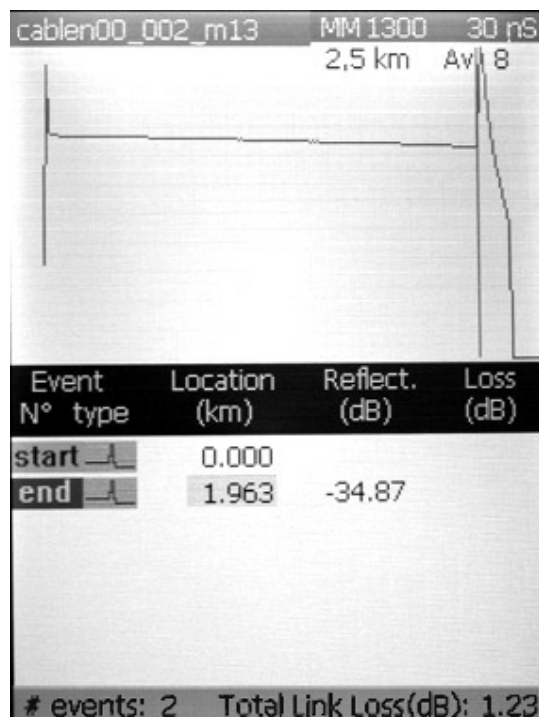 cablen00_002_m13 MM 1300 30 nS
2,5 km Av 8
Event Location Reflect. Loss
N° type (km) (dB) (dB)
start 0.000
end 1.963 -34.87
# events: 2 Total Link Loss(dB): 1.23